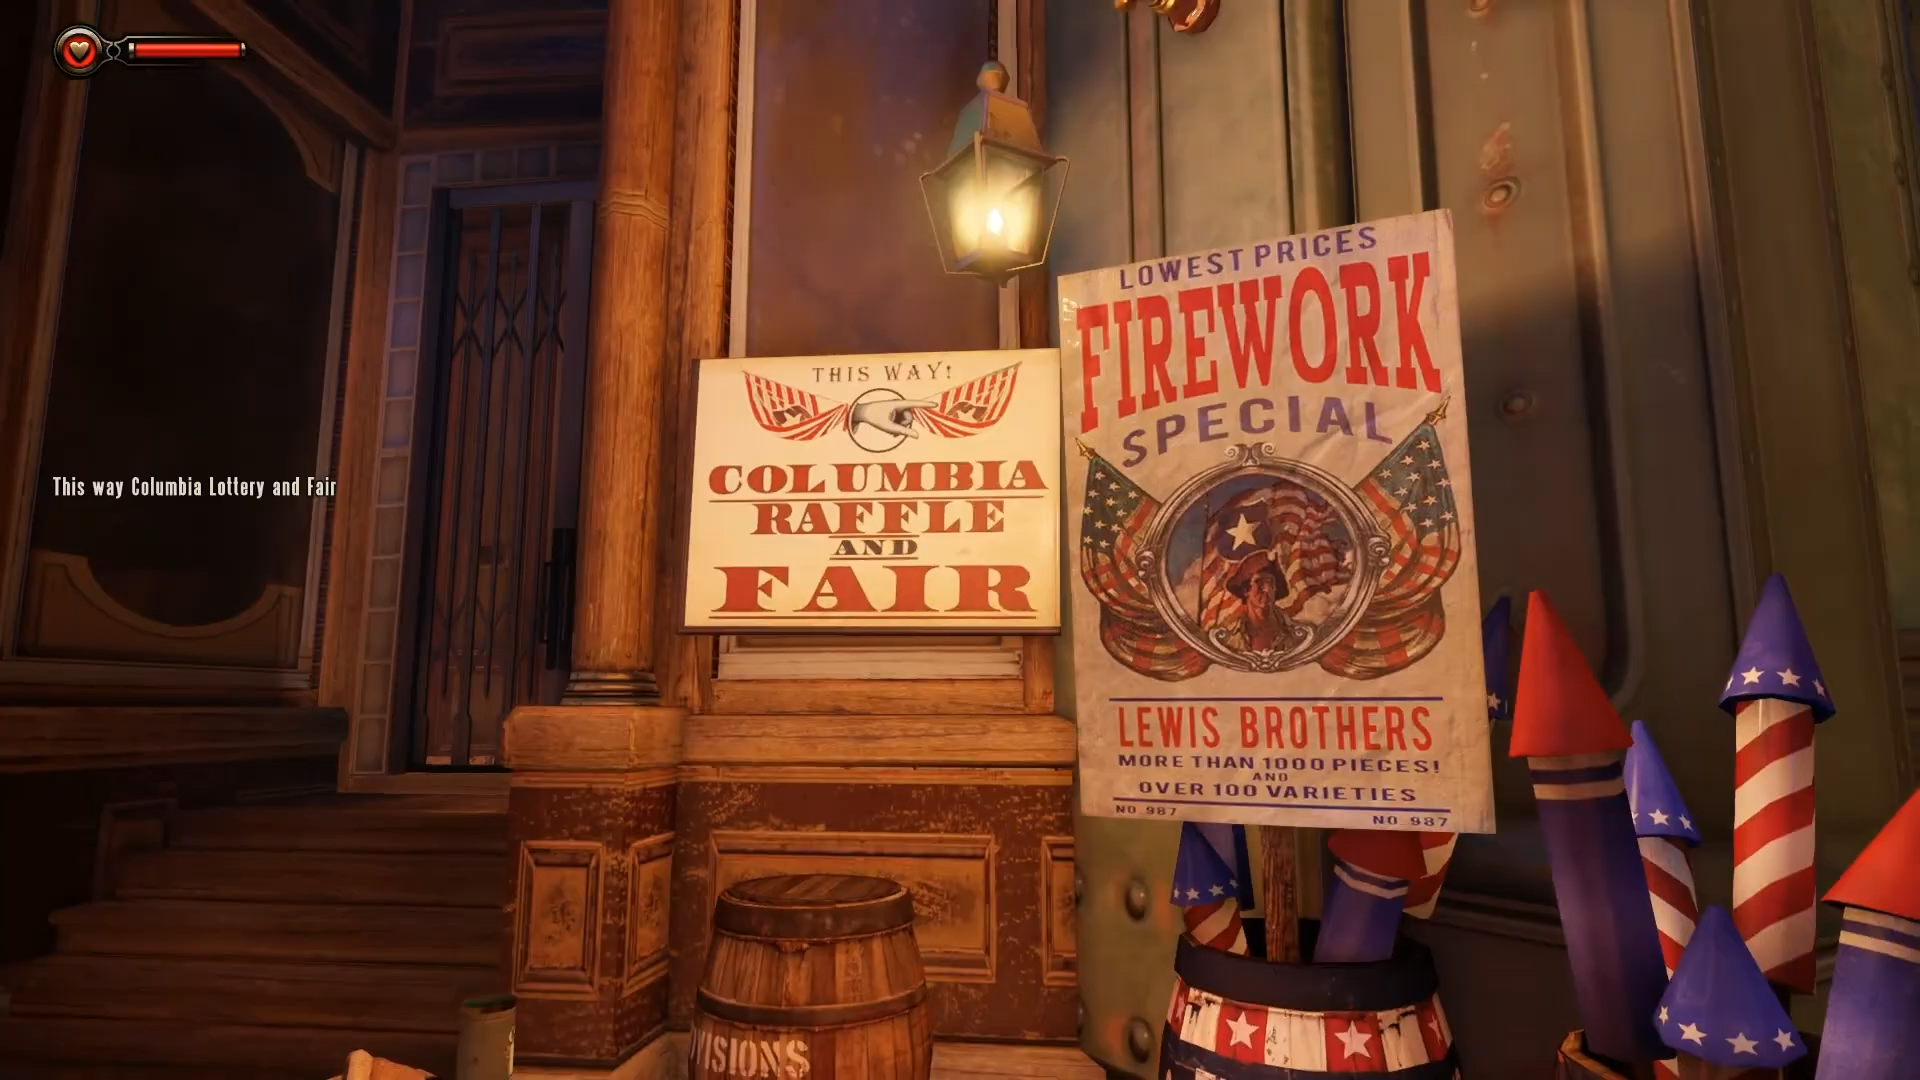 This way Columbia Lottery and Fair
THIS WAY!
COLUMBIA
RAFFLE
AND
FAIR
LOWEST PRICES
FIREWORK
SPECIAL
LEWIS BROTHERS
MORE THAN 1000 PIECES!
AND
OVER 100 VARIETIES
NO 987
NO 987
VISIONS